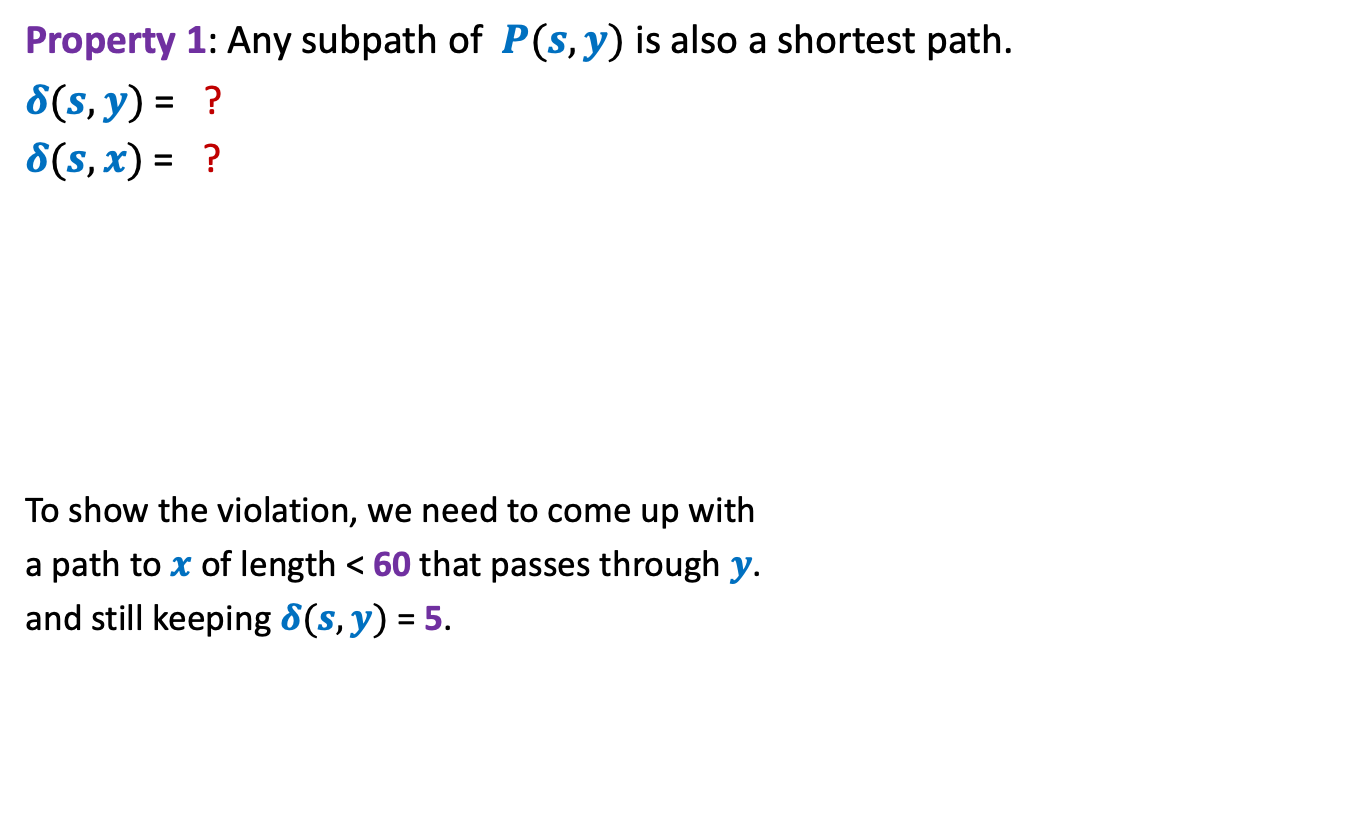 Property 1: Any subpath of P(s, y) is also a shortest path.
δ(s, y) = ?
δ(s, x) = ?
To show the violation, we need to come up with
a path to x of length < 60 that passes through y.
and still keeping δ(s, y) = 5.